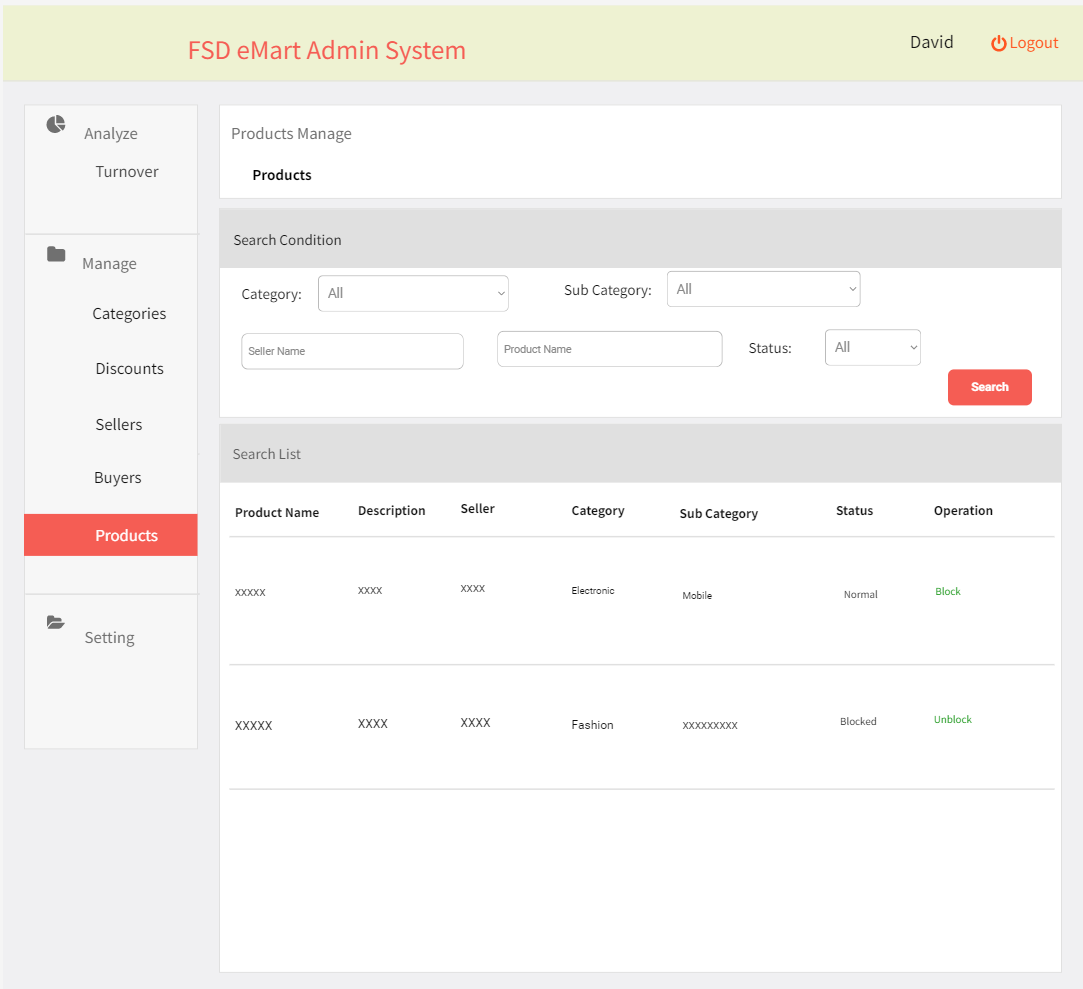 FSD eMart Admin System
David
Logout
Analyze
Turnover
Manage
Categories
Discounts
Sellers
Buyers
Products
Setting
Products Manage
Products
Search Condition
Category: All Sub Category: All
Seller Name Product Name Status: All
Search
Search List
Product Name Description Seller Category Sub Category Status Operation
XXXXX XXXX XXXX Electronic Mobile Normal Block
XXXXX XXXX XXXX Fashion XXXXXXXXX Blocked Unblock